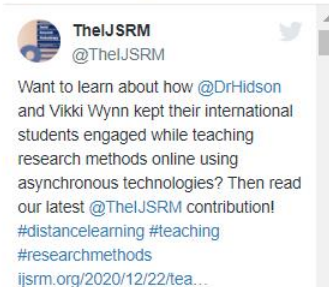 TheIJSRM
@TheIJSRM
Want to learn about how @DrHidson
and Vikki Wynn kept their international
students engaged while teaching
research methods online using
asynchronous technologies? Then read
our latest @TheIJSRM contribution!
#distancelearning #teaching
#researchmethods
ijsrm.org/2020/12/22/tea…